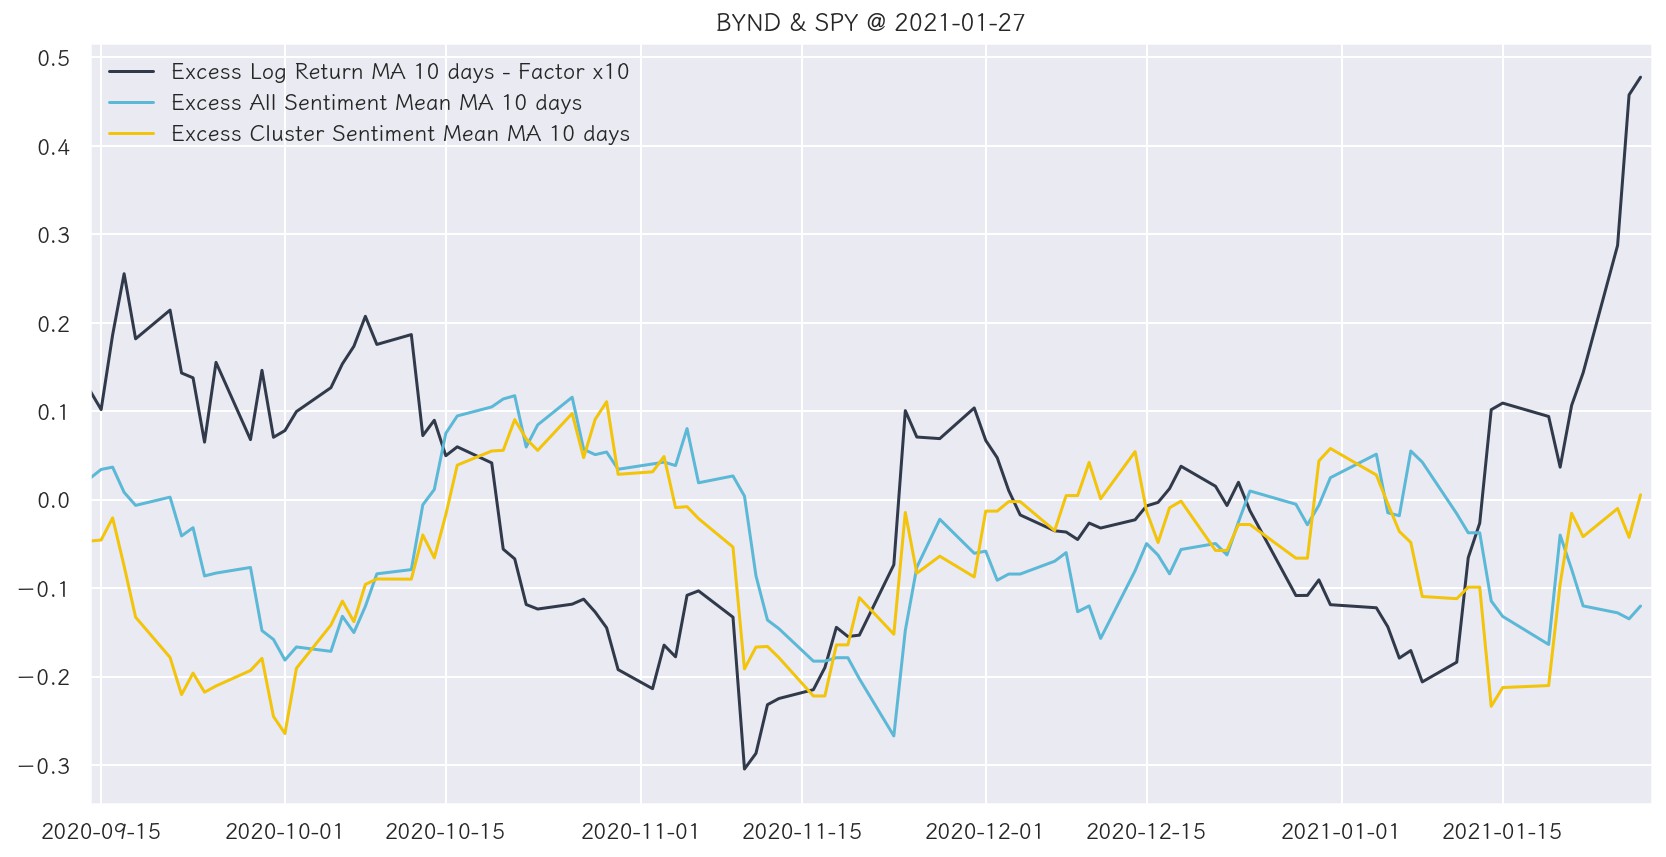 BYND & SPY @ 2021-01-27
0.5
Excess Log Return MA 10 days - Factor x10
Excess All Sentiment Mean MA 10 days
Excess Cluster Sentiment Mean MA 10 days
0.4
0.3
0.2
0.1
0.0
−0.1
−0.2
−0.3
2020-09-15 2020-10-01 2020-10-15 2020-11-01 2020-11-15 2020-12-01 2020-12-15 2021-01-01 2021-01-15